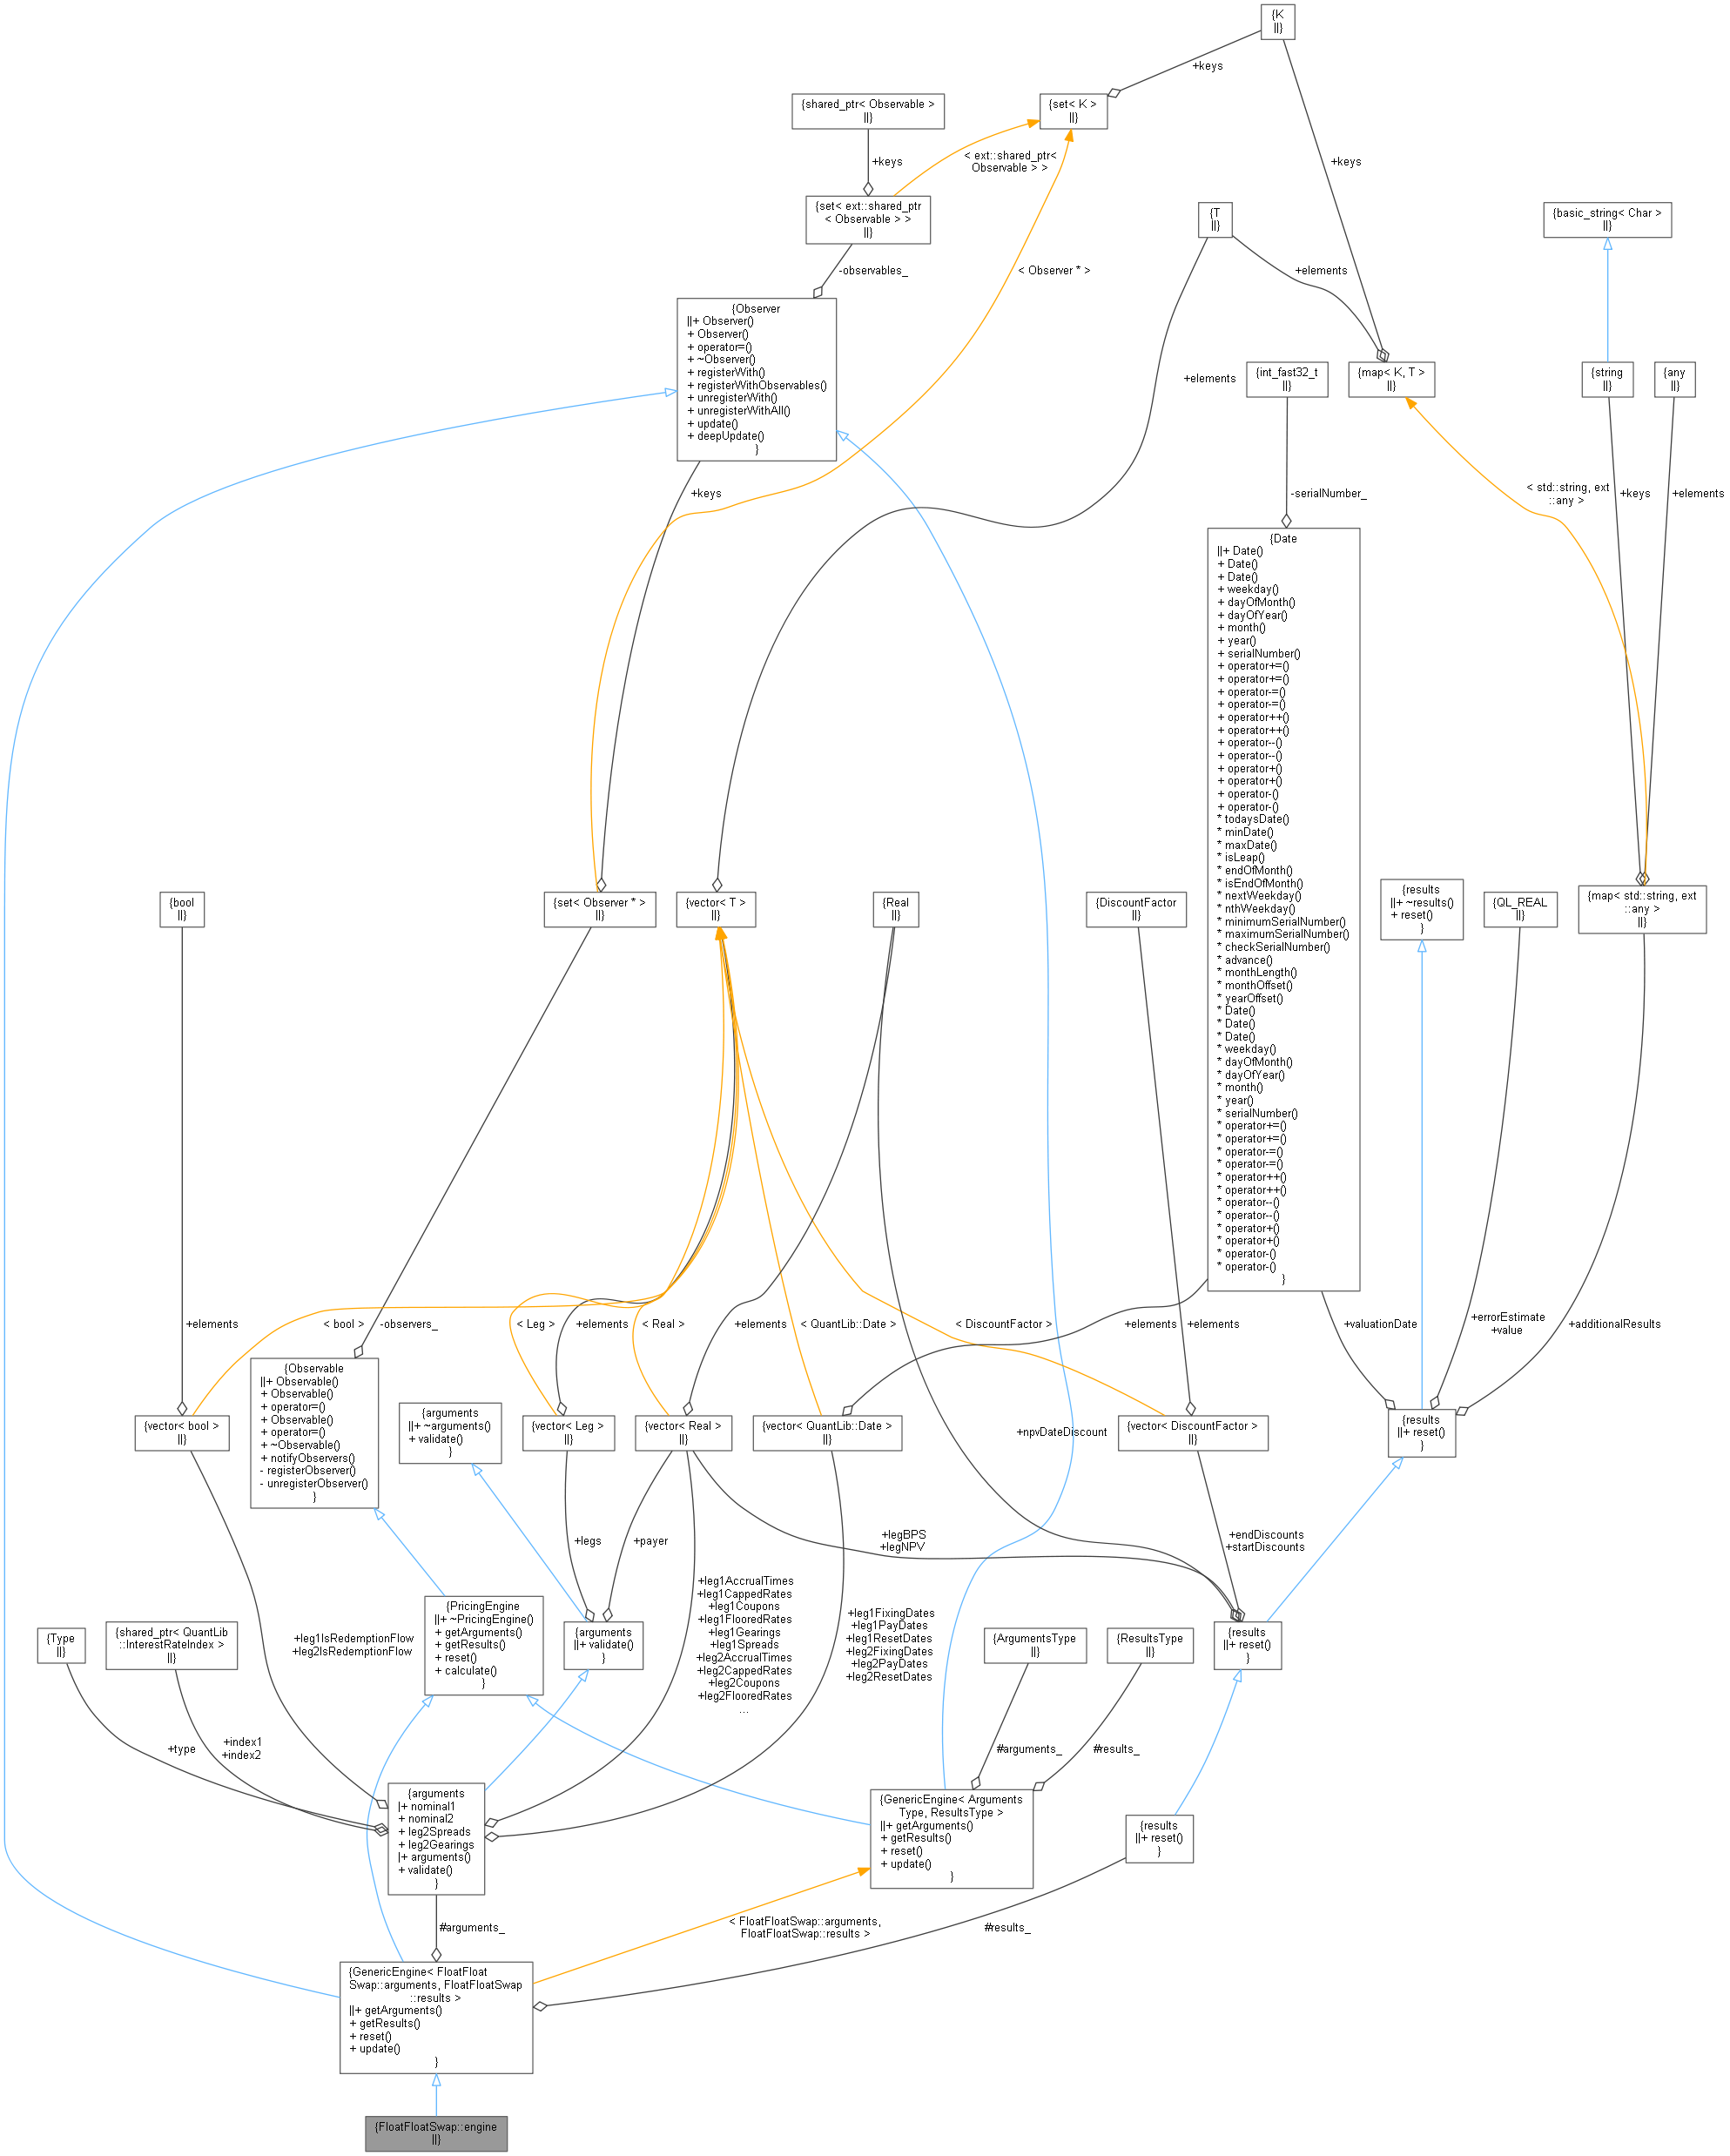 {K
||}
+keys
{shared_ptr< Observable >
||}
{set< K >
||}
+keys
< ext::shared_ptr<
Observable > >
+keys
{set< ext::shared_ptr
< Observable > >
||}
{T
||}
{basic_string< Char >
||}
-observables_
< Observer * >
+elements
{Observer
||+ Observer()
+ Observer()
+ operator=()
+ ~Observer()
+ registerWith()
+ registerWithObservables()
+ unregisterWith()
+ unregisterWithAll()
+ update()
+ deepUpdate()
}
+elements
{int_fast32_t
||}
{map< K, T >
||}
{string
||}
{any
||}
+keys
-serialNumber_
< std::string, ext
::any >
+keys
+elements
{Date
||+ Date()
+ Date()
+ Date()
+ weekday()
+ dayOfMonth()
+ dayOfYear()
+ month()
+ year()
+ serialNumber()
+ operator+=()
+ operator+=()
+ operator-=()
+ operator-=()
+ operator++()
+ operator++()
+ operator--()
+ operator--()
+ operator+()
+ operator+()
+ operator-()
+ operator-()
* todaysDate()
* minDate()
* maxDate()
* isLeap()
* endOfMonth()
* isEndOfMonth()
* nextWeekday()
* nthWeekday()
* minimumSerialNumber()
* maximumSerialNumber()
* checkSerialNumber()
* advance()
* monthLength()
* monthOffset()
* yearOffset()
* Date()
* Date()
* Date()
* weekday()
* dayOfMonth()
* dayOfYear()
* month()
* year()
* serialNumber()
* operator+=()
* operator+=()
* operator-=()
* operator-=()
* operator++()
* operator++()
* operator--()
* operator--()
* operator+()
* operator+()
* operator-()
* operator-()
}
{bool
||}
{set< Observer * >
||}
{vector< T >
||}
{Real
||}
{DiscountFactor
||}
{results
||+ ~results()
+ reset()
}
{QL_REAL
||}
{map< std::string, ext
::any >
||}
+elements
< bool >
-observers_
< Leg >
+elements
< Real >
+elements
< QuantLib::Date >
< DiscountFactor >
+elements
+elements
+valuationDate
+errorEstimate
+value
+additionalResults
{Observable
||+ Observable()
+ Observable()
+ operator=()
+ Observable()
+ operator=()
+ ~Observable()
+ notifyObservers()
- registerObserver()
- unregisterObserver()
}
{vector< bool >
||}
{arguments
||+ ~arguments()
+ validate()
}
{vector< Leg >
||}
{vector< Real >
||}
{vector< QuantLib::Date >
||}
+npvDateDiscount
{vector< DiscountFactor >
||}
{results
||+ reset()
}
+legs
+payer
+legBPS
+legNPV
+endDiscounts
+startDiscounts
{Type
||}
{shared_ptr< QuantLib
::InterestRateIndex >
||}
+leg1IsRedemptionFlow
+leg2IsRedemptionFlow
{PricingEngine
||+ ~PricingEngine()
+ getArguments()
+ getResults()
+ reset()
+ calculate()
}
{arguments
||+ validate()
}
+leg1AccrualTimes
+leg1CappedRates
+leg1Coupons
+leg1FlooredRates
+leg1Gearings
+leg1Spreads
+leg2AccrualTimes
+leg2CappedRates
+leg2Coupons
+leg2FlooredRates
...
+leg1FixingDates
+leg1PayDates
+leg1ResetDates
+leg2FixingDates
+leg2PayDates
+leg2ResetDates
{ArgumentsType
||}
{ResultsType
||}
{results
||+ reset()
}
+type
+index1
+index2
#arguments_
#results_
{arguments
|+ nominal1
+ nominal2
+ leg2Spreads
+ leg2Gearings
|+ arguments()
+ validate()
}
{GenericEngine< Arguments
Type, ResultsType >
||+ getArguments()
+ getResults()
+ reset()
+ update()
}
{results
||+ reset()
}
#arguments_
< FloatFloatSwap::arguments,
FloatFloatSwap::results >
#results_
{GenericEngine< FloatFloat
Swap::arguments, FloatFloatSwap
::results >
||+ getArguments()
+ getResults()
+ reset()
+ update()
}
{FloatFloatSwap::engine
||}